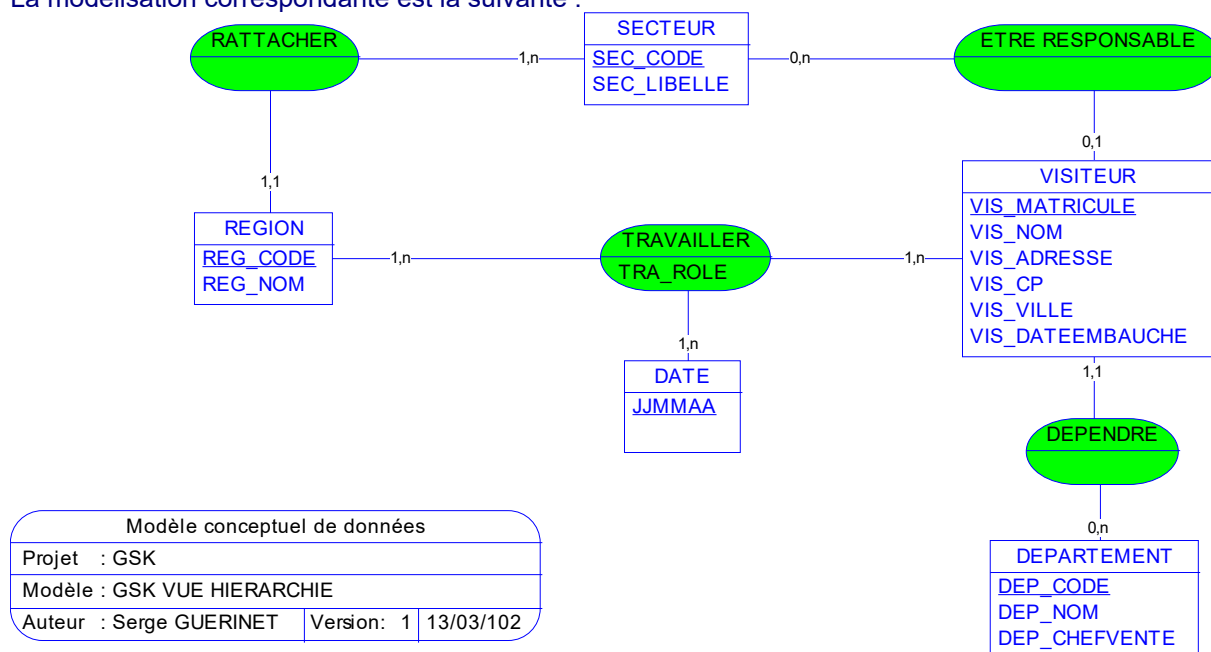 La modélisation correspondante est la suivante :
RATTACHER
SECTEUR
SEC_CODE
SEC_LIBELLE
ETRE RESPONSABLE
1,n
0,n
0,1
1,1
REGION
REG_CODE
REG_NOM
1,n
TRAVAILLER
TRA_ROLE
1,n
VISITEUR
VIS_MATRICULE
VIS_NOM
VIS_ADRESSE
VIS_CP
VIS_VILLE
VIS_DATEEMBAUCHE
1,n
DATE
JJMMAA
1,1
DEPENDRE
0,n
DEPARTEMENT
DEP_CODE
DEP_NOM
DEP_CHEFVENTE
Modèle conceptuel de données
Projet : GSK
Modèle : GSK VUE HIERARCHIE
Auteur : Serge GUERINET Version: 1 13/03/102